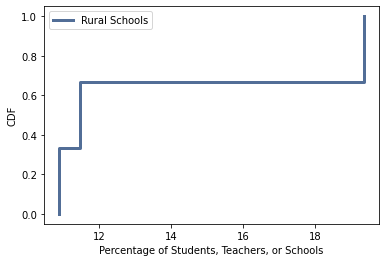 Rural Schools
1.0
0.8
0.6
0.4
0.2
0.0
CDF
12 14 16 18
Percentage of Students, Teachers, or Schools